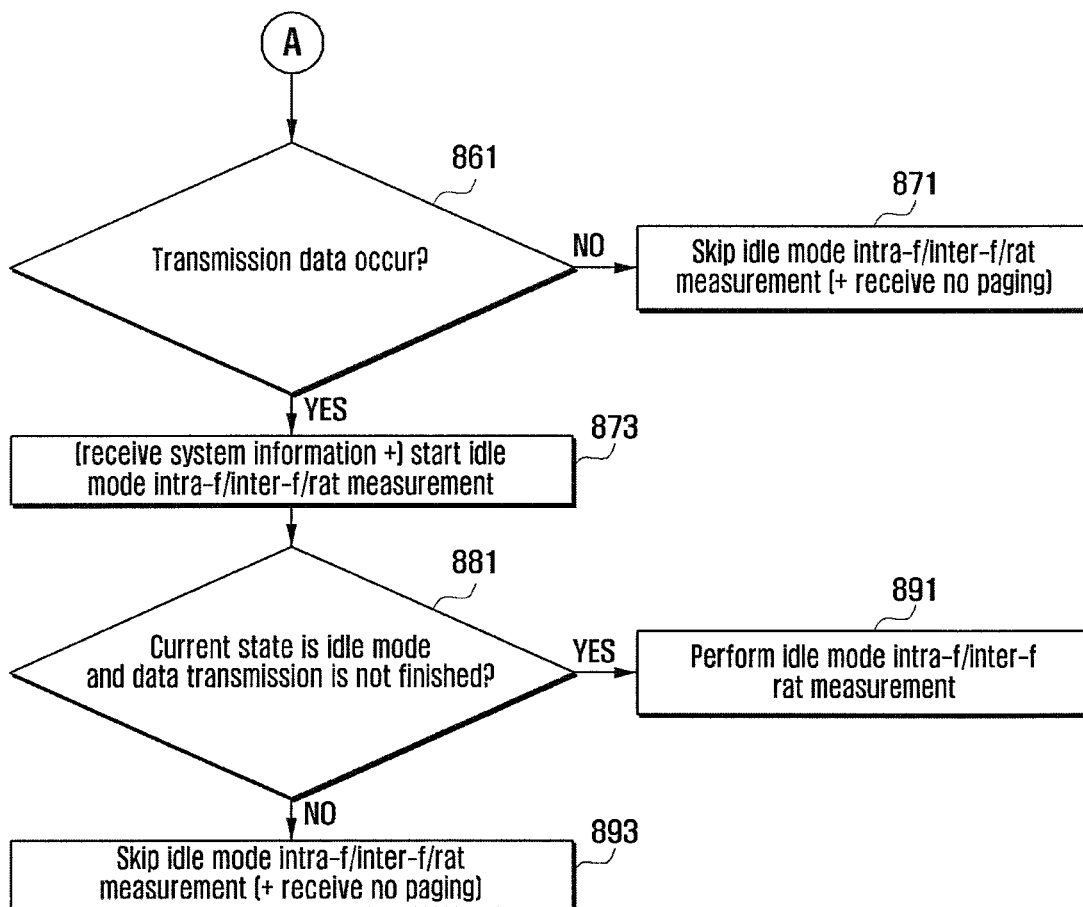 A
861
Transmission data occur?
NO
871
Skip idle mode intra-f/inter-f/rat
measurement (+ receive no paging)
YES
873
(receive system information +) start idle
mode intra-f/inter-f/rat measurement
881
Current state is idle mode
and data transmission is not finished?
YES
891
Perform idle mode intra-f/inter-f
rat measurement
NO
893
Skip idle mode intra-f/inter-f/rat
measurement (+ receive no paging)